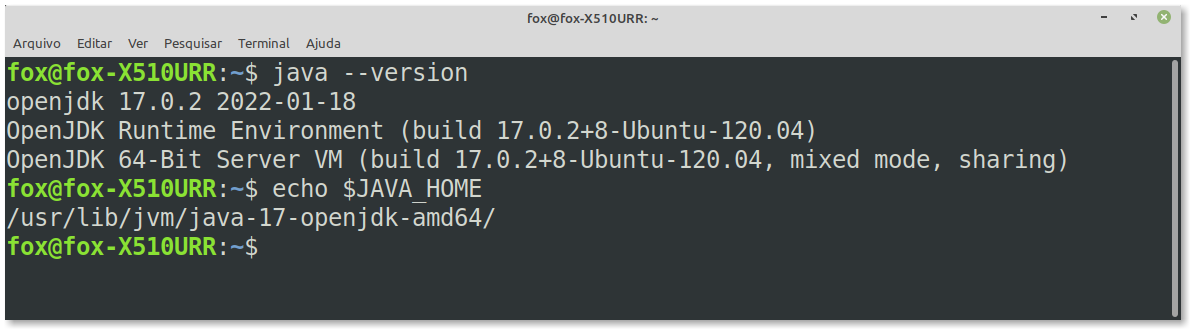 fox@fox-X510URR: ~
Arquivo Editar Ver Pesquisar Terminal Ajuda
fox@fox-X510URR:~$ java --version
openjdk 17.0.2 2022-01-18
OpenJDK Runtime Environment (build 17.0.2+8-Ubuntu-120.04)
OpenJDK 64-Bit Server VM (build 17.0.2+8-Ubuntu-120.04, mixed mode, sharing)
fox@fox-X510URR:~$ echo $JAVA_HOME
/usr/lib/jvm/java-17-openjdk-amd64/
fox@fox-X510URR:~$